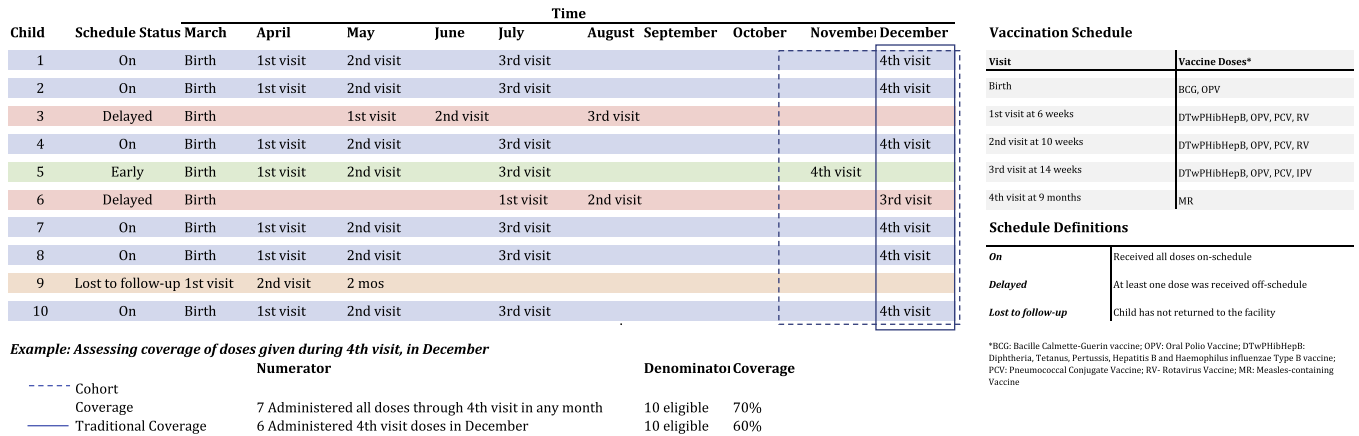 Time
Child Schedule Status March April May June July August September October November December
1 On Birth 1st visit 2nd visit 3rd visit 4th visit
2 On Birth 1st visit 2nd visit 3rd visit 4th visit
3 Delayed Birth 1st visit 2nd visit 3rd visit
4 On Birth 1st visit 2nd visit 3rd visit 4th visit
5 Early Birth 1st visit 2nd visit 3rd visit 4th visit
6 Delayed Birth 1st visit 2nd visit 3rd visit
7 On Birth 1st visit 2nd visit 3rd visit 4th visit
8 On Birth 1st visit 2nd visit 3rd visit 4th visit
9 Lost to follow-up 1st visit 2nd visit 2 mos
10 On Birth 1st visit 2nd visit 3rd visit 4th visit
Example: Assessing coverage of doses given during 4th visit, in December
Numerator Denominator Coverage
Cohort
Coverage 7 Administered all doses through 4th visit in any month 10 eligible 70%
Traditional Coverage 6 Administered 4th visit doses in December 10 eligible 60%
Vaccination Schedule
Visit Vaccine Doses*
Birth BCG, OPV
1st visit at 6 weeks DTwPHibHepB, OPV, PCV, RV
2nd visit at 10 weeks DTwPHibHepB, OPV, PCV, RV
3rd visit at 14 weeks DTwPHibHepB, OPV, PCV, IPV
4th visit at 9 months MR
Schedule Definitions
On Received all doses on-schedule
Delayed At least one dose was received off-schedule
Lost to follow-up Child has not returned to the facility
*BCG: Bacille Calmette-Guerin vaccine; OPV: Oral Polio Vaccine; DTwPHibHepB:
Diphtheria, Tetanus, Pertussis, Hepatitis B and Haemophilus influenzae Type B vaccine;
PCV: Pneumococcal Conjugate Vaccine; RV- Rotavirus Vaccine; MR: Measles-containing
Vaccine